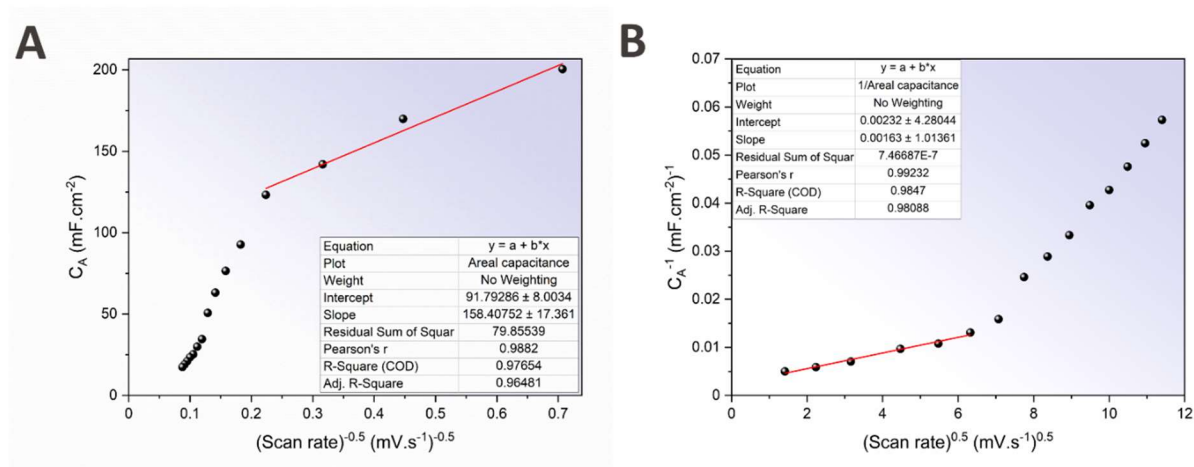 A
B
200
150
100
50
0
C_A (mF.cm⁻²)
0
0.1
0.2
0.3
0.4
0.5
0.6
0.7
(Scan rate)⁻⁰·⁵ (mV.s⁻¹)⁻⁰·⁵
Equation y = a + b*x
Plot Areal capacitance
Weight No Weighting
Intercept 91.79286 ± 8.0034
Slope 158.40752 ± 17.361
Residual Sum of Squar 79.85539
Pearson's r 0.9882
R-Square (COD) 0.97654
Adj. R-Square 0.96481
0.07
0.06
0.05
0.04
0.03
0.02
0.01
0
C_A⁻¹ (mF.cm⁻²)⁻¹
0
2
4
6
8
10
12
(Scan rate)⁰·⁵ (mV.s⁻¹)⁰·⁵
Equation y = a + b*x
Plot 1/Areal capacitance
Weight No Weighting
Intercept 0.00232 ± 4.28044
Slope 0.00163 ± 1.01361
Residual Sum of Squar 7.46687E-7
Pearson's r 0.99232
R-Square (COD) 0.9847
Adj. R-Square 0.98088